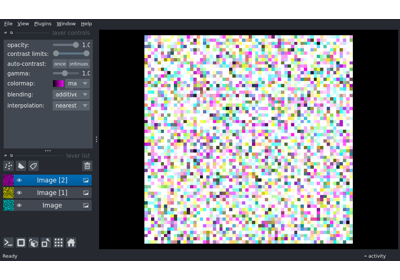 File View Plugins Window Help
layer controls
opacity: 1.0
contrast limits:
auto-contrast: once
gamma: 1.0
colormap: ma
blending: additive
interpolation: nearest
layer list
Image [2]
Image [1]
Image
Ready activity